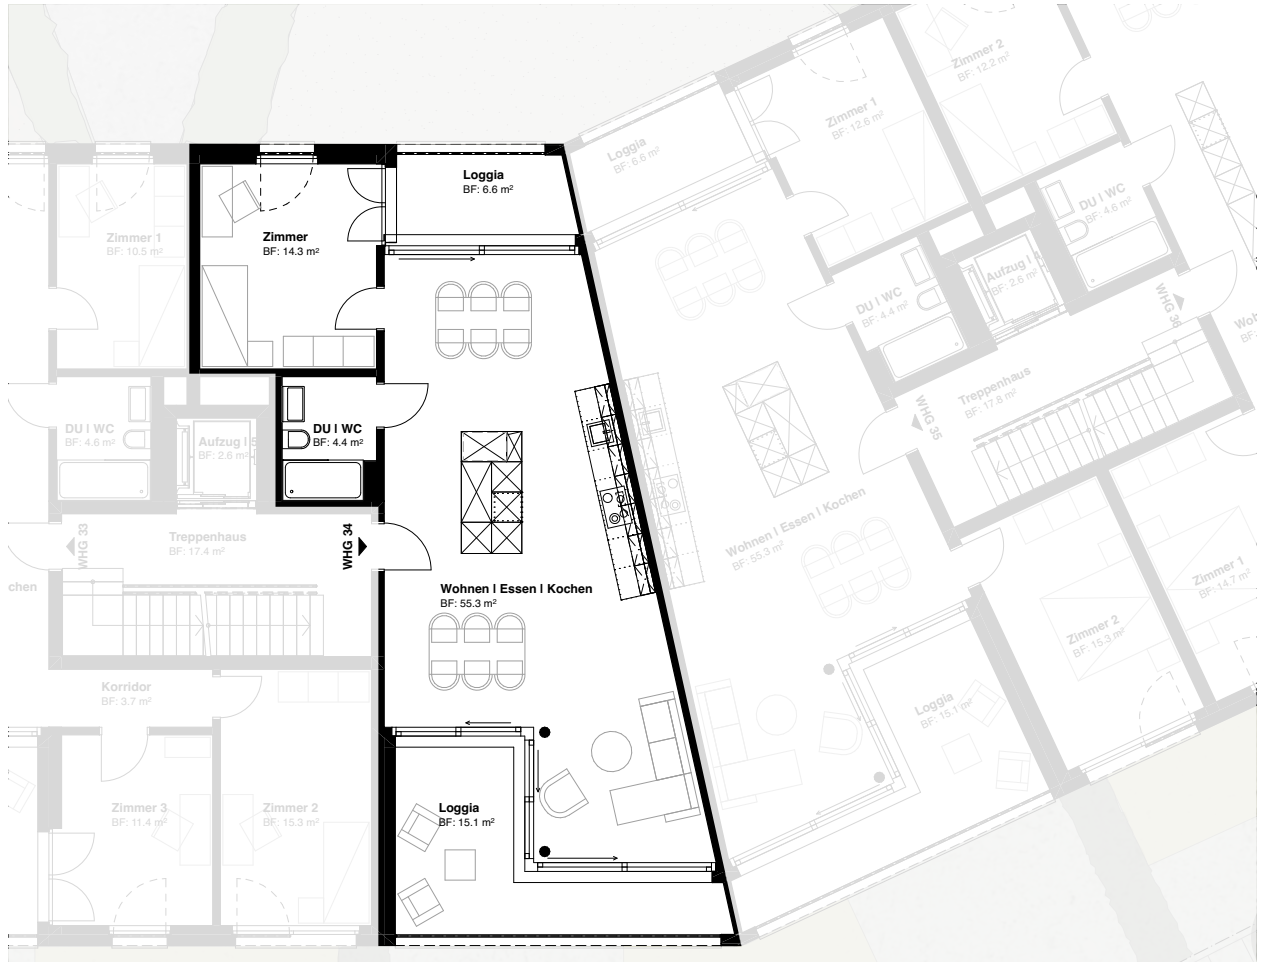 Zimmer 2
BF: 12.2 m²
Zimmer 1
BF: 12.6 m²
Loggia
BF: 6.6 m²
Loggia
BF: 6.6 m²
DU I WC
BF: 4.6 m²
Zimmer 1
BF: 10.5 m²
Zimmer
BF: 14.3 m²
Aufzug I 4
BF: 2.6 m²
DU I WC
BF: 4.4 m²
WHG 36
Woh
BF:
Treppenhaus
BF: 17.8 m²
WHG 35
DU I WC
BF: 4.6 m²
Aufzug I 5
BF: 2.6 m²
DU I WC
BF: 4.4 m²
WHG 33
Treppenhaus
BF: 17.4 m²
WHG 34
Wohnen I Essen I Kochen
BF: 55.3 m²
chen
Wohnen I Essen I Kochen
BF: 55.3 m²
Zimmer 1
BF: 14.7 m²
Zimmer 2
BF: 15.3 m²
Korridor
BF: 3.7 m²
Loggia
BF: 15.1 m²
Zimmer 3
BF: 11.4 m²
Zimmer 2
BF: 15.3 m²
Loggia
BF: 15.1 m²